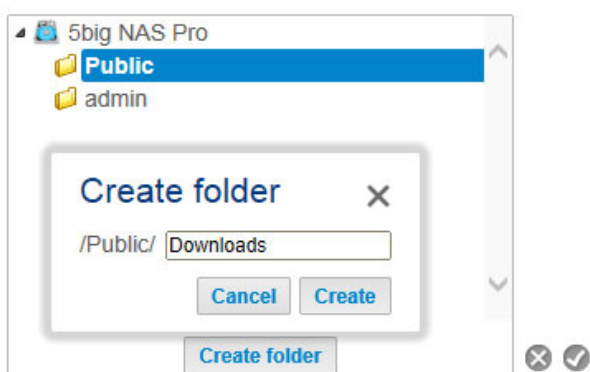 5big NAS Pro
Public
admin
Create folder
/Public/ Downloads
Cancel Create
Create folder